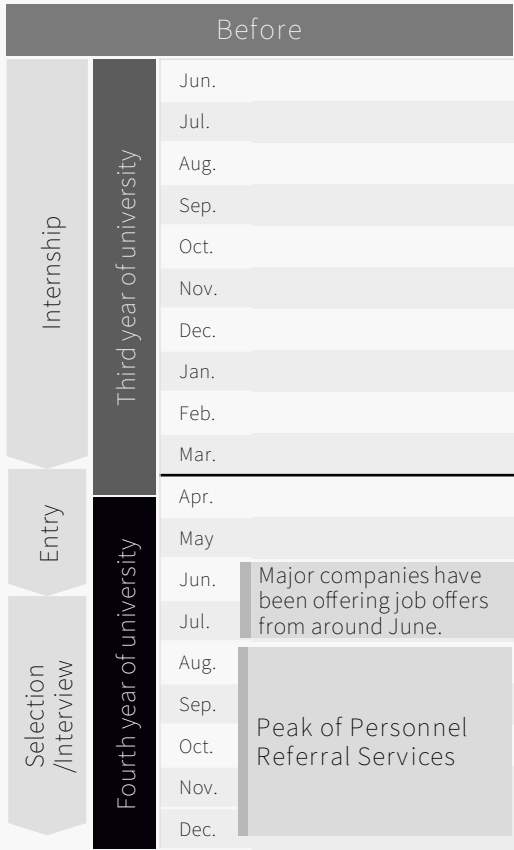 Before
Internship
Entry
Selection
/Interview
Third year of university
Fourth year of university
Jun.
Jul.
Aug.
Sep.
Oct.
Nov.
Dec.
Jan.
Feb.
Mar.
Apr.
May
Jun.
Jul.
Aug.
Sep.
Oct.
Nov.
Dec.
Major companies have
been offering job offers
from around June.
Peak of Personnel
Referral Services